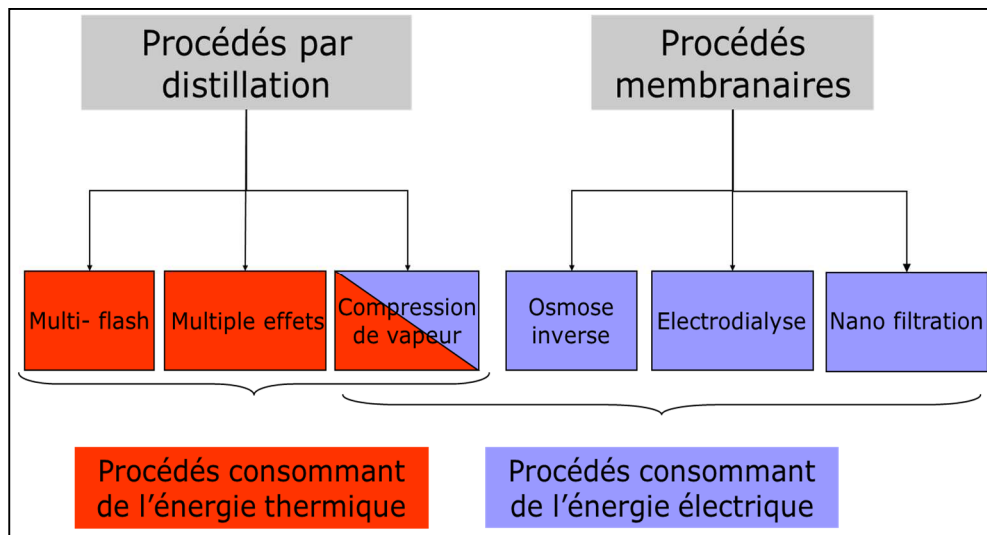 Procédés par
distillation
Procédés
membranaires
Multi- flash
Multiple effets
Compression
de vapeur
Osmose
inverse
Electrodialyse
Nano filtration
Procédés consommant
de l’énergie thermique
Procédés consommant
de l’énergie électrique